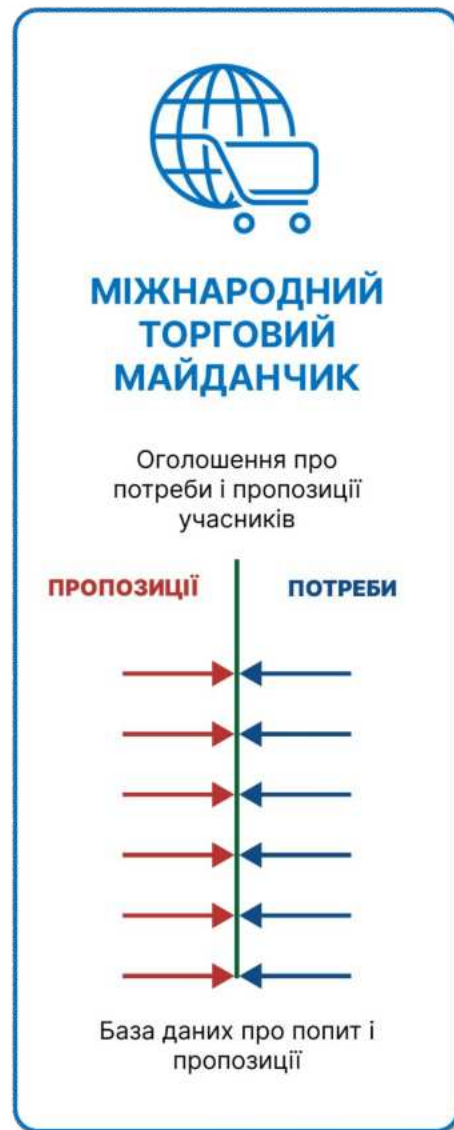 МІЖНАРОДНИЙ
ТОРГОВИЙ
МАЙДАНЧИК
Оголошення про
потреби і пропозиції
учасників
ПРОПОЗИЦІЇ ПОТРЕБИ
База даних про попит і
пропозиції